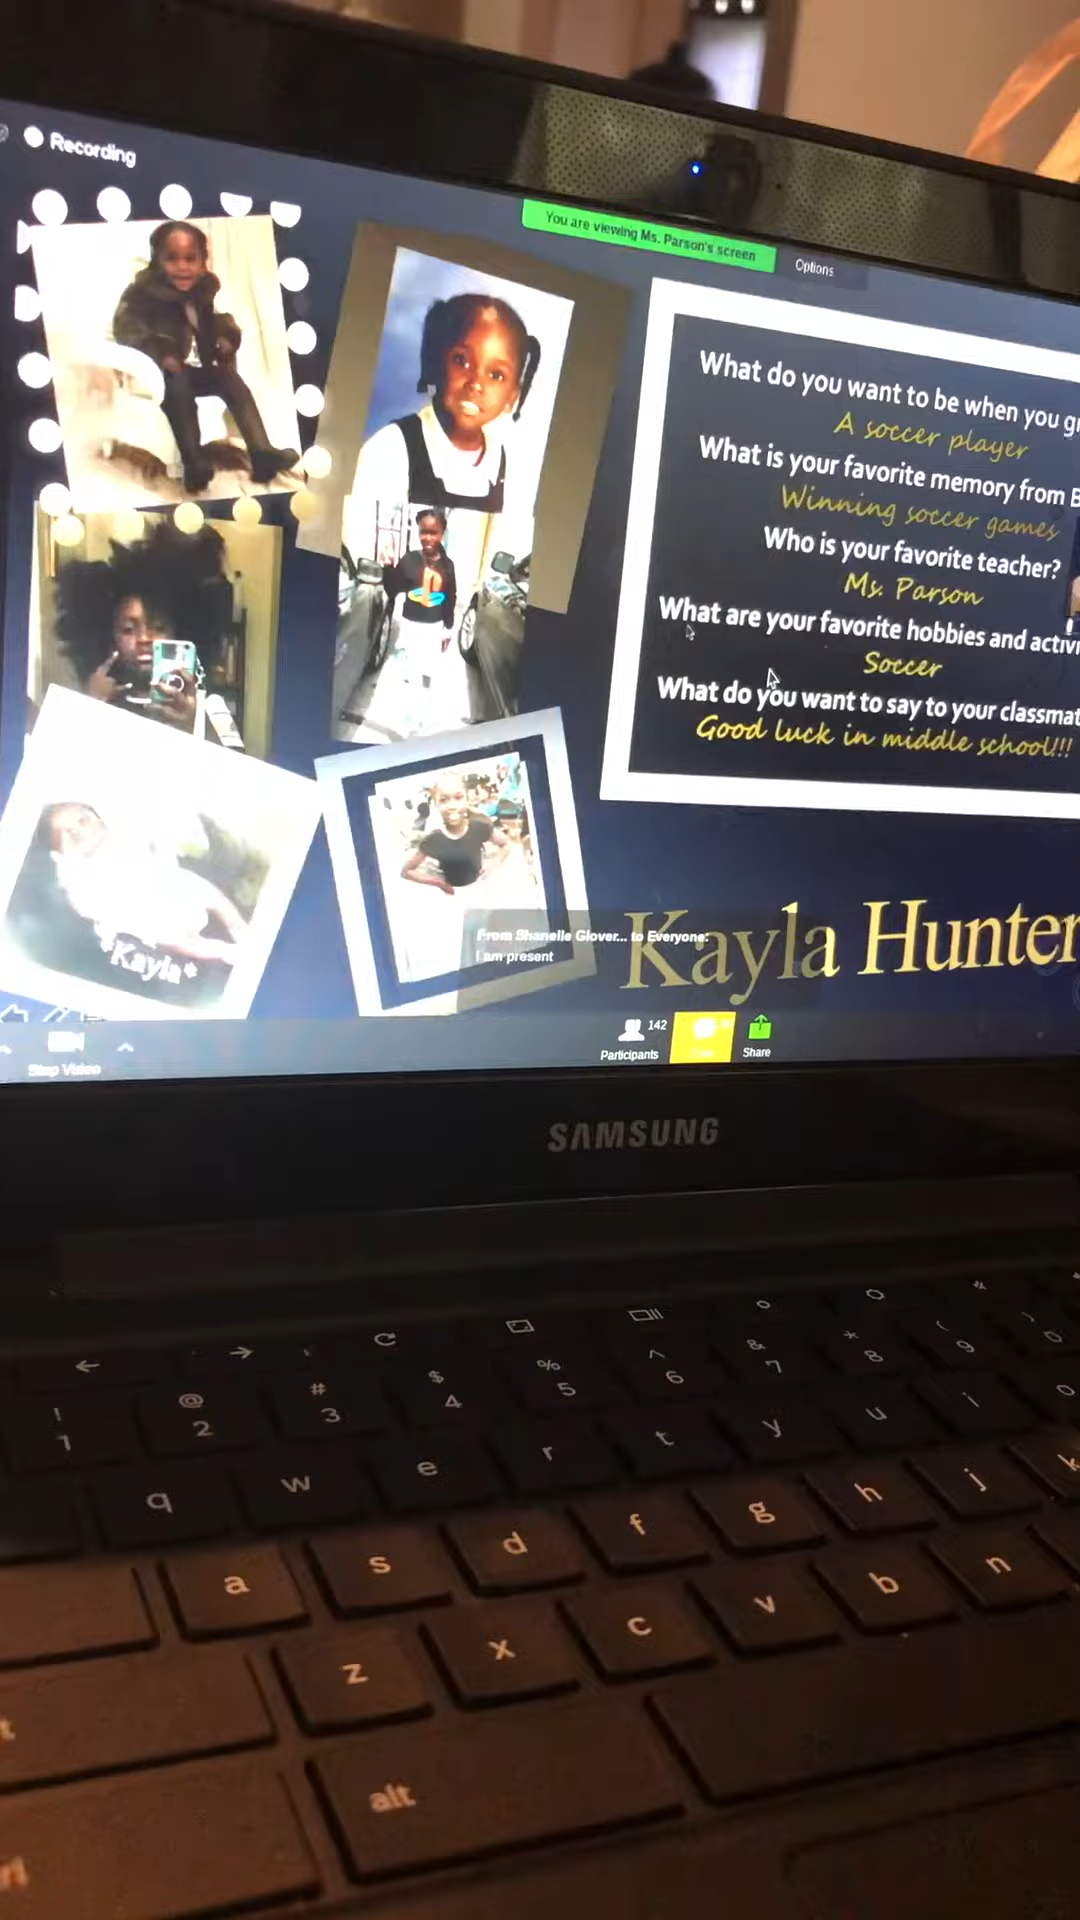 Recording
You are viewing Ms. Parson's screen
Options
What do you want to be when you
A soccer player
What is your favorite memory from
Winning soccer games
Who is your favorite teacher?
Ms. Parson
What are your favorite hobbies and
Soccer
What do you want to say to your
Good luck in middle school!!!
*Kayla*
From Shanelle Glover... to Everyone:
I am present
Kayla Hunter
Stop Video
142
Participants
Share
SAMSUNG
! @ # $ % ^ & * ( )
1 2 3 4 5 6 7 8 9 0
q w e r t y u i o
a s d f g h j k
z x c v b n
alt